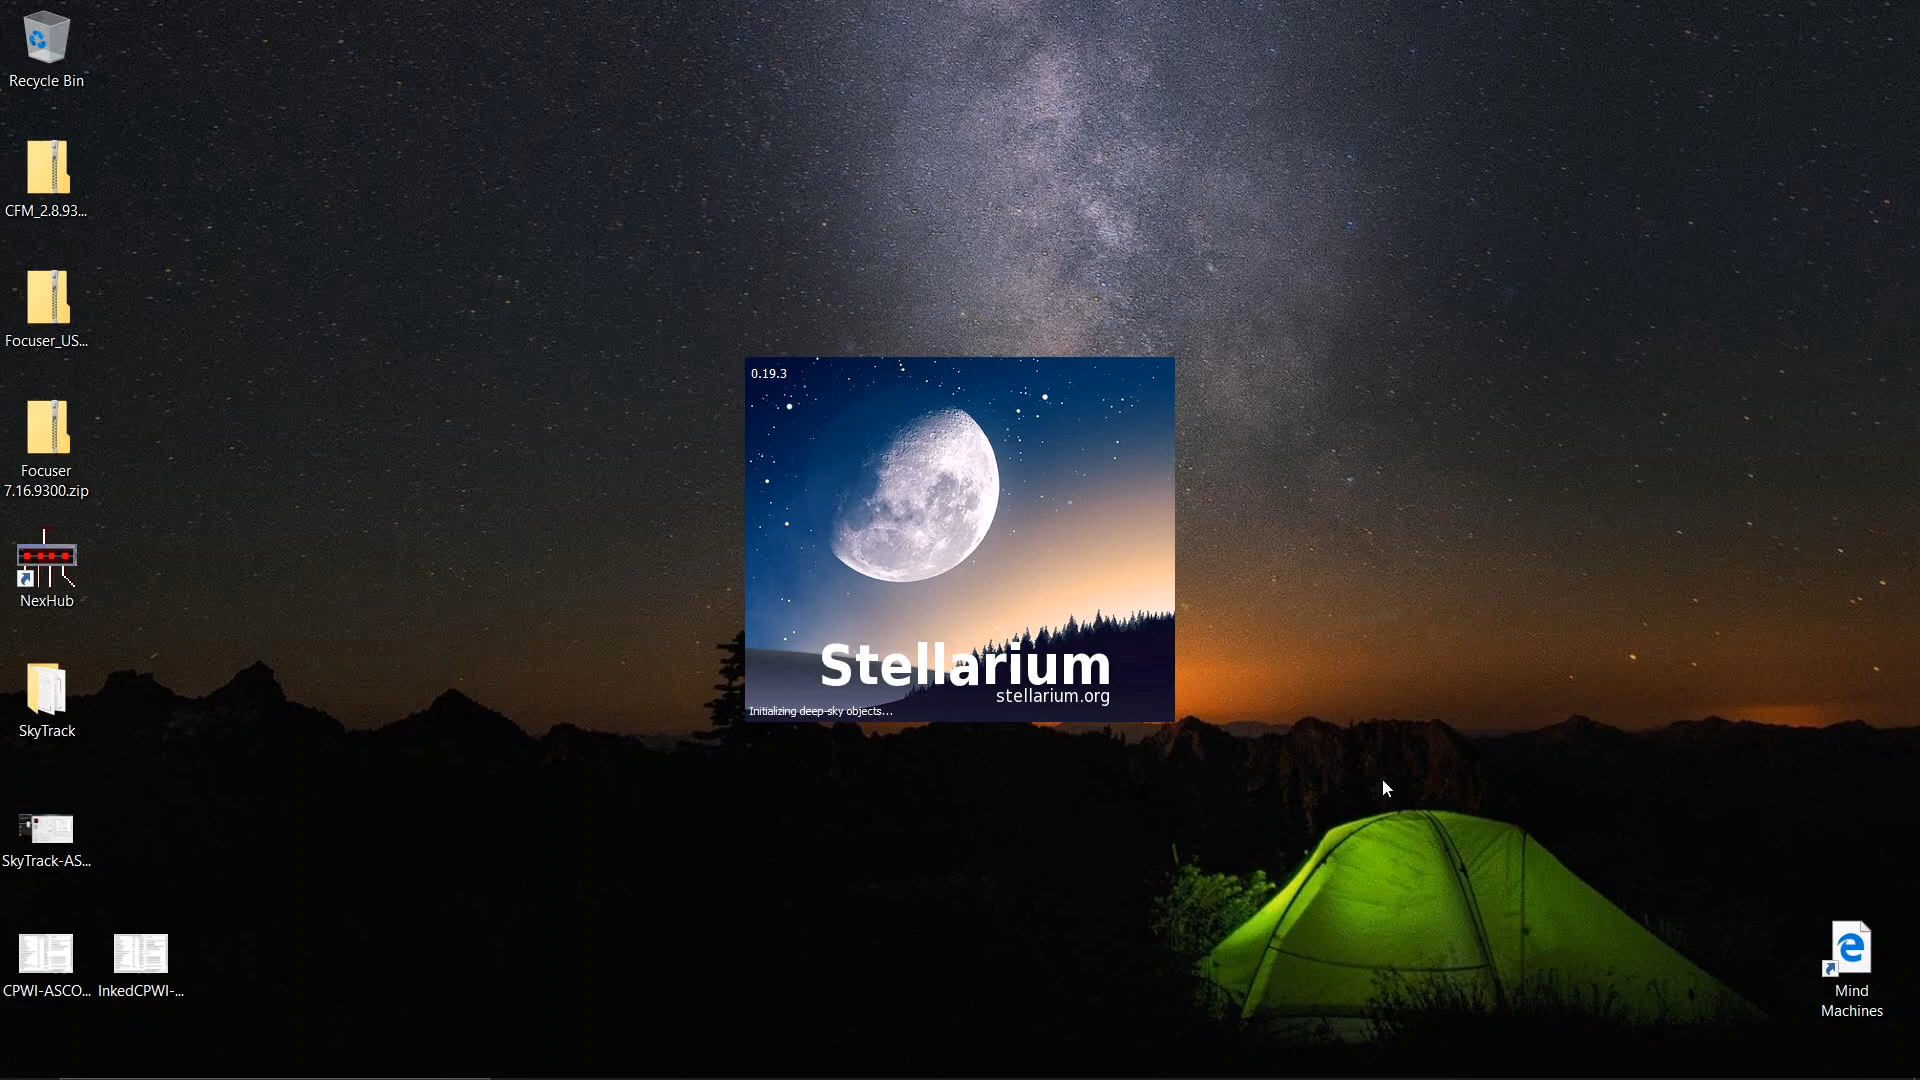 Recycle Bin
CFM_2.8.93...
Focuser_US...
Focuser
7.16.9300.zip
NexHub
SkyTrack
SkyTrack-AS...
CPWI-ASCO...
InkedCPWI-...
0.19.3
Stellarium
stellarium.org
Initializing deep-sky objects...
Mind
Machines